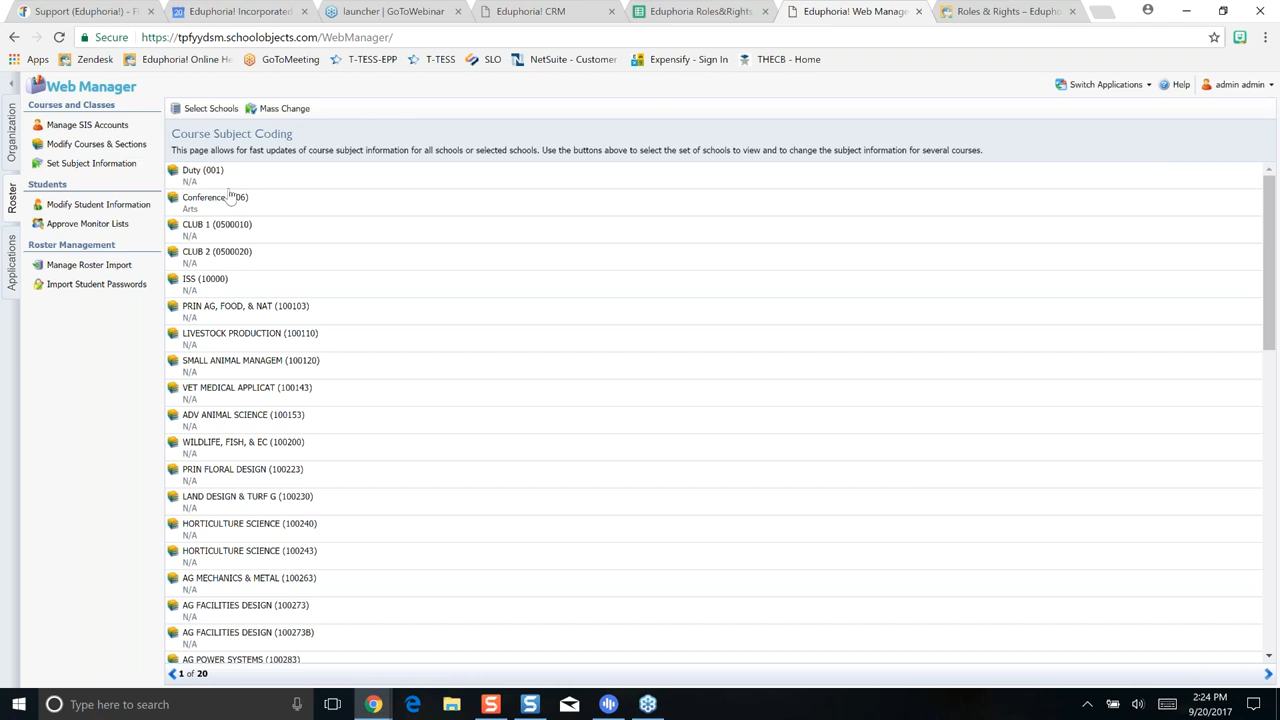 Support (Eduphoria!) - F
Eduphoria! Incorporated
launcher | GoToWebinar
Eduphoria! CRM
Eduphoria Roles&Rights
Eduphoria! Web Manage
Roles & Rights – Eduphor
Secure
https://tpfyydsm.schoolobjects.com/WebManager/
Apps
Zendesk
Eduphoria! Online He
GoToMeeting
T-TESS-EPP
T-TESS
SLO
NetSuite - Customer
Expensify - Sign In
THECB - Home
Web Manager
Switch Applications
Help
admin admin
Organization
Roster
Applications
Courses and Classes
Manage SIS Accounts
Modify Courses & Sections
Set Subject Information
Students
Modify Student Information
Approve Monitor Lists
Roster Management
Manage Roster Import
Import Student Passwords
Select Schools
Mass Change
Course Subject Coding
This page allows for fast updates of course subject information for all schools or selected schools. Use the buttons above to select the set of schools to view and to change the subject information for several courses.
Duty (001)
N/A
Conference 06)
Arts
CLUB 1 (0500010)
N/A
CLUB 2 (0500020)
N/A
ISS (10000)
N/A
PRIN AG, FOOD, & NAT (100103)
N/A
LIVESTOCK PRODUCTION (100110)
N/A
SMALL ANIMAL MANAGEM (100120)
N/A
VET MEDICAL APPLICAT (100143)
N/A
ADV ANIMAL SCIENCE (100153)
N/A
WILDLIFE, FISH, & EC (100200)
N/A
PRIN FLORAL DESIGN (100223)
N/A
LAND DESIGN & TURF G (100230)
N/A
HORTICULTURE SCIENCE (100240)
N/A
HORTICULTURE SCIENCE (100243)
N/A
AG MECHANICS & METAL (100263)
N/A
AG FACILITIES DESIGN (100273)
N/A
AG FACILITIES DESIGN (100273B)
N/A
AG POWER SYSTEMS (100283)
1 of 20
Type here to search
2:24 PM
9/20/2017